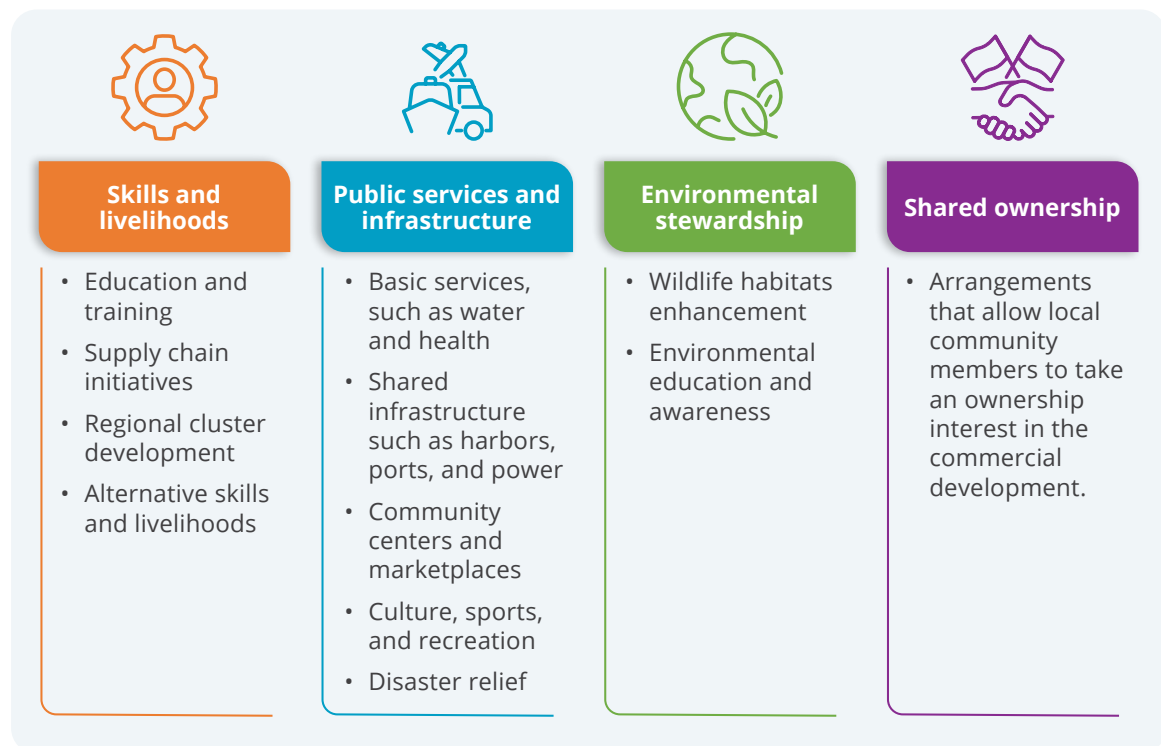 Skills and
livelihoods
• Education and
training
• Supply chain
initiatives
• Regional cluster
development
• Alternative skills
and livelihoods
Public services and
infrastructure
• Basic services,
such as water
and health
• Shared
infrastructure
such as harbors,
ports, and power
• Community
centers and
marketplaces
• Culture, sports,
and recreation
• Disaster relief
Environmental
stewardship
• Wildlife habitats
enhancement
• Environmental
education and
awareness
Shared ownership
• Arrangements
that allow local
community
members to take
an ownership
interest in the
commercial
development.